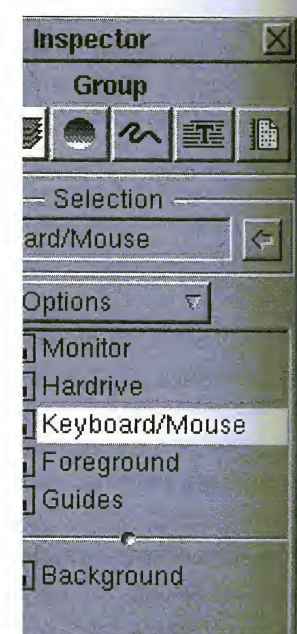 Inspector
Group
T
Selection
ard/Mouse
Options
Monitor
Hardrive
Keyboard/Mouse
Foreground
Guides
Background